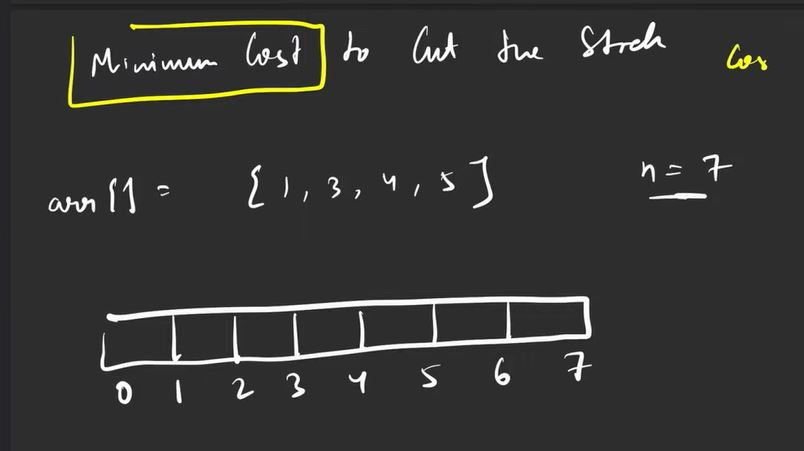 Minimum Cost to Cut the Stick
Cos
arr[] = [1, 3, 4, 5] n = 7
0 1 2 3 4 5 6 7